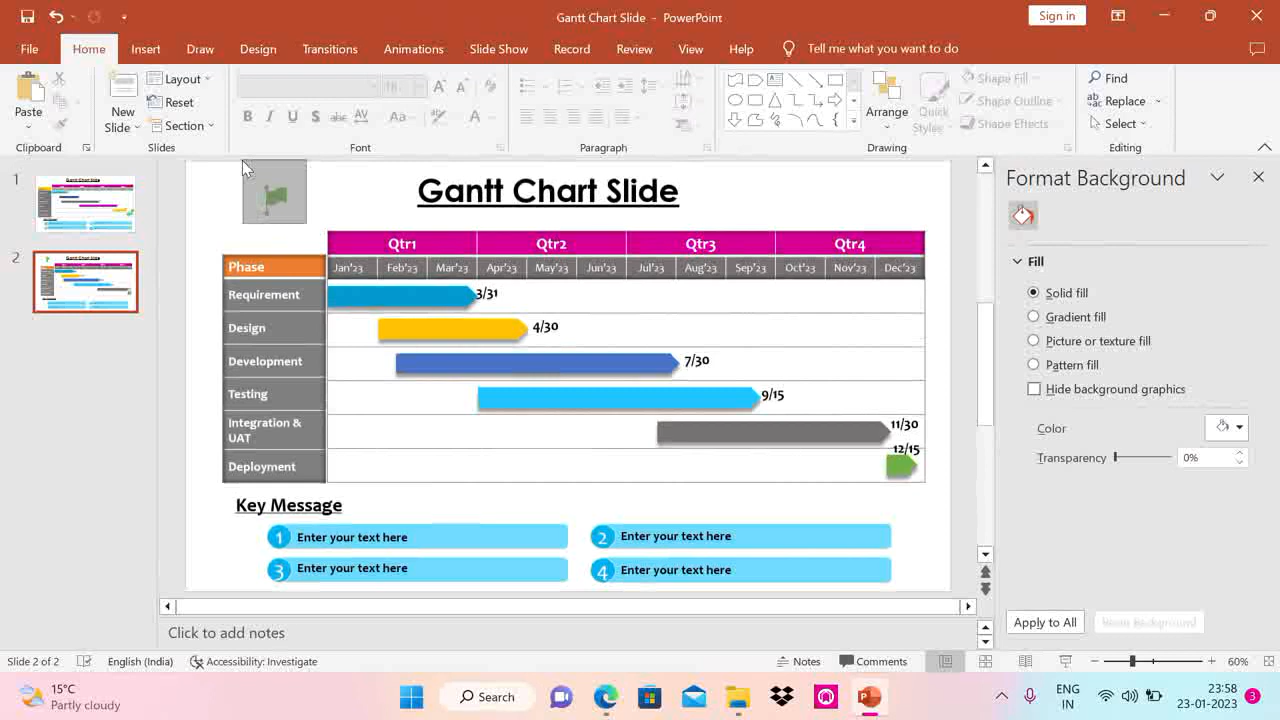 Gantt Chart Slide - PowerPoint
Sign in
File Home Insert Draw Design Transitions Animations Slide Show Record Review View Help Tell me what you want to do
Paste
Clipboard
New Slide
Layout
Reset
Section
Slides
18
B I U S abc AV Aa A
Font
Paragraph
Arrange
Quick Styles
Shape Fill
Shape Outline
Shape Effects
Drawing
Find
Replace
Select
Editing
1
2
Gantt Chart Slide
Qtr1 Qtr2 Qtr3 Qtr4
Phase Jan'23 Feb'23 Mar'23 Apr'23 May'23 Jun'23 Jul'23 Aug'23 Sep'23 Oct'23 Nov'23 Dec'23
Requirement 3/31
Design 4/30
Development 7/30
Testing 9/15
Integration & 11/30
UAT
Deployment 12/15
Key Message
1 Enter your text here
2 Enter your text here
3 Enter your text here
4 Enter your text here
Click to add notes
Format Background
Fill
Solid fill
Gradient fill
Picture or texture fill
Pattern fill
Hide background graphics
Color
Transparency 0%
Apply to All Reset Background
Slide 2 of 2 English (India) Accessibility: Investigate Notes Comments 60%
15°C
Partly cloudy
Search
ENG
IN
23:58
23-01-2023
3